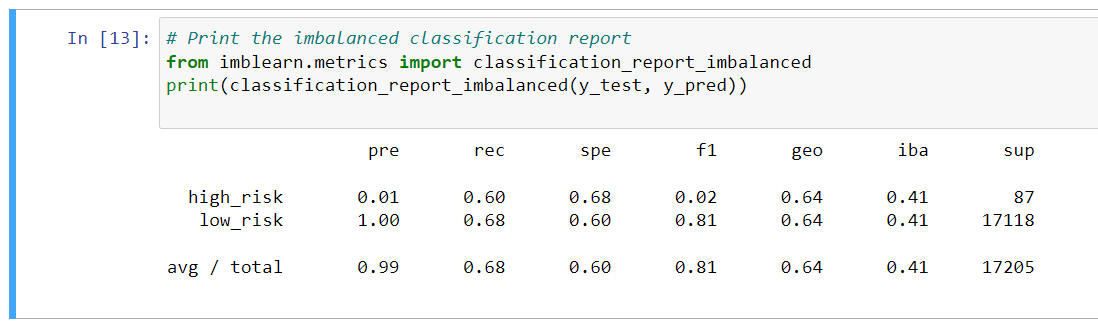 In [13]: # Print the imbalanced classification report
from imblearn.metrics import classification_report_imbalanced
print(classification_report_imbalanced(y_test, y_pred))
pre rec spe f1 geo iba sup
high_risk 0.01 0.60 0.68 0.02 0.64 0.41 87
low_risk 1.00 0.68 0.60 0.81 0.64 0.41 17118
avg / total 0.99 0.68 0.60 0.81 0.64 0.41 17205